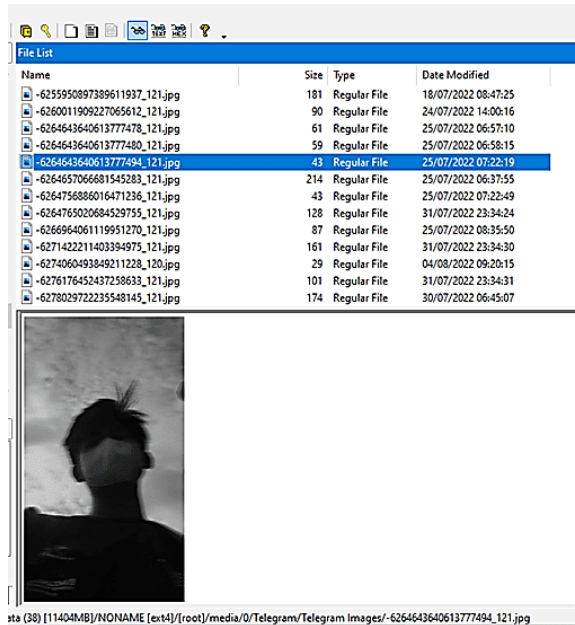 TEXT HEX
File List
Name Size Type Date Modified
-6255950897389611937_121.jpg 181 Regular File 18/07/2022 08:47:25
-6260011909227065612_121.jpg 90 Regular File 24/07/2022 14:00:16
-6264643640613777478_121.jpg 61 Regular File 25/07/2022 06:57:10
-6264643640613777480_121.jpg 59 Regular File 25/07/2022 06:58:15
-6264643640613777494_121.jpg 43 Regular File 25/07/2022 07:22:19
-6264657066681545283_121.jpg 214 Regular File 25/07/2022 06:37:55
-6264756886016471236_121.jpg 43 Regular File 25/07/2022 07:22:49
-6264765020684529755_121.jpg 128 Regular File 31/07/2022 23:34:24
-6266964061119951270_121.jpg 87 Regular File 25/07/2022 08:35:50
-6271422211403394975_121.jpg 161 Regular File 31/07/2022 23:34:30
-6274060493849211228_120.jpg 29 Regular File 04/08/2022 09:20:15
-6276176452437258633_121.jpg 101 Regular File 31/07/2022 23:34:31
-6278029722235548145_121.jpg 174 Regular File 30/07/2022 06:45:07
ata (38) [11404MB]/NONAME [ext4]/[root]/media/0/Telegram/Telegram Images/-6264643640613777494_121.jpg